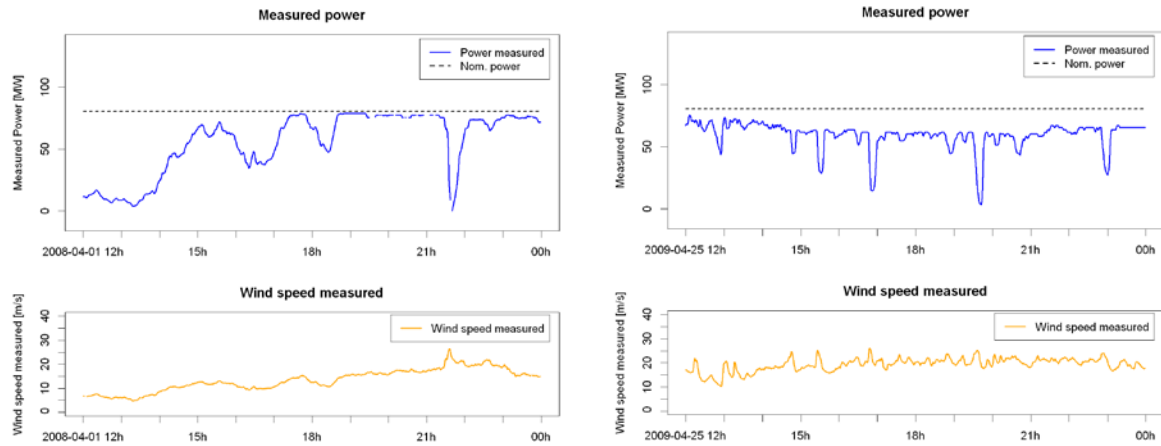 Measured power
Power measured
Nom. power
Measured Power [MW]
100
50
0
2008-04-01 12h 15h 18h 21h 00h
Wind speed measured
Wind speed measured
Wind speed measured [m/s]
40
30
20
10
0
2008-04-01 12h 15h 18h 21h 00h
Measured power
Power measured
Nom. power
Measured Power [MW]
100
50
0
2009-04-25 12h 15h 18h 21h 00h
Wind speed measured
Wind speed measured
Wind speed measured [m/s]
40
30
20
10
0
2009-04-25 12h 15h 18h 21h 00h